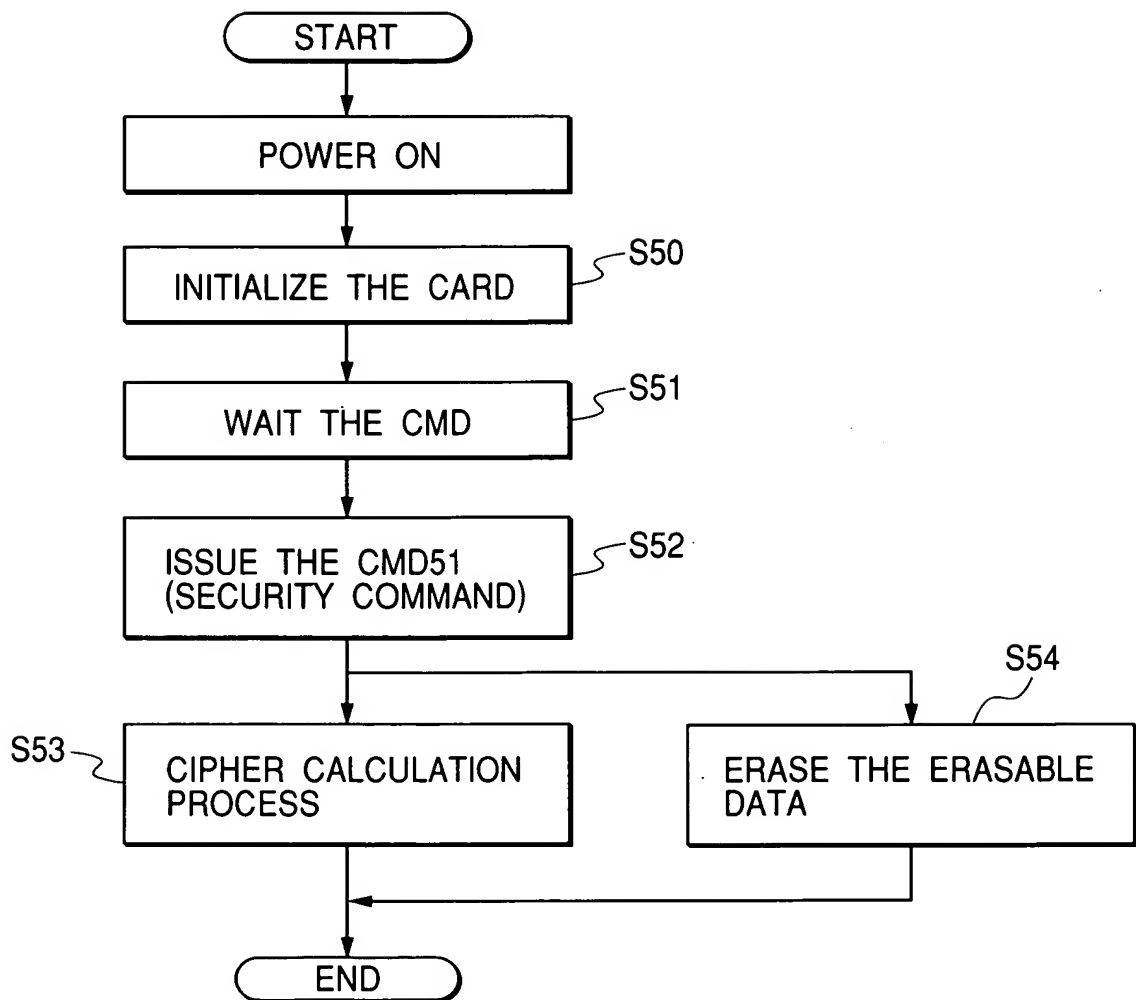 START
POWER ON
S50
INITIALIZE THE CARD
S51
WAIT THE CMD
S52
ISSUE THE CMD51
(SECURITY COMMAND)
S54
S53
CIPHER CALCULATION
PROCESS
ERASE THE ERASABLE
DATA
END